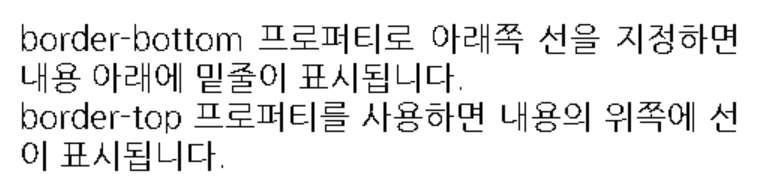 border-bottom 프로퍼티로 아래쪽 선을 지정하면
내용 아래에 밑줄이 표시됩니다.
border-top 프로퍼티를 사용하면 내용의 위쪽에 선
이 표시됩니다.